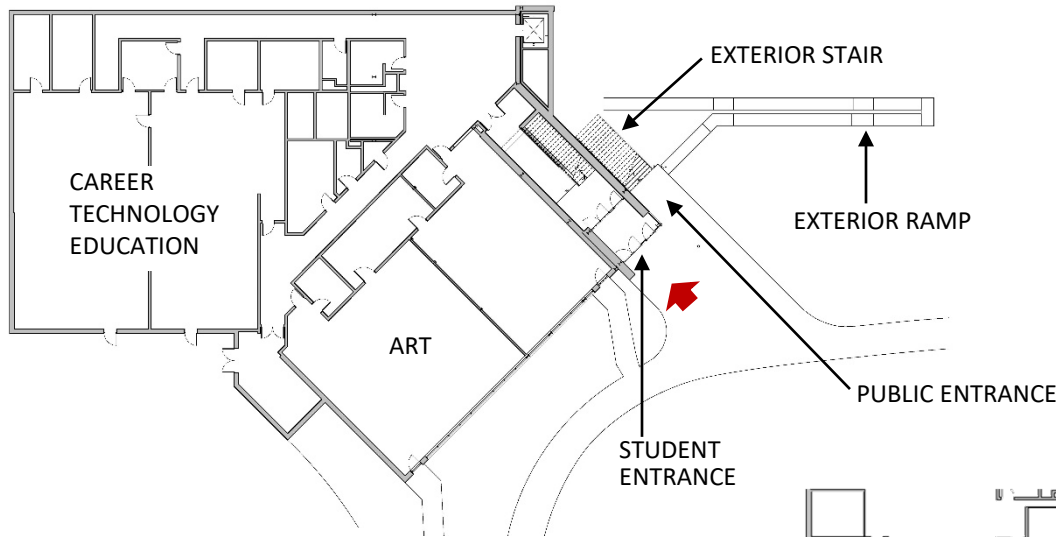 EXTERIOR STAIR
CAREER
TECHNOLOGY
EDUCATION
EXTERIOR RAMP
ART
PUBLIC ENTRANCE
STUDENT
ENTRANCE